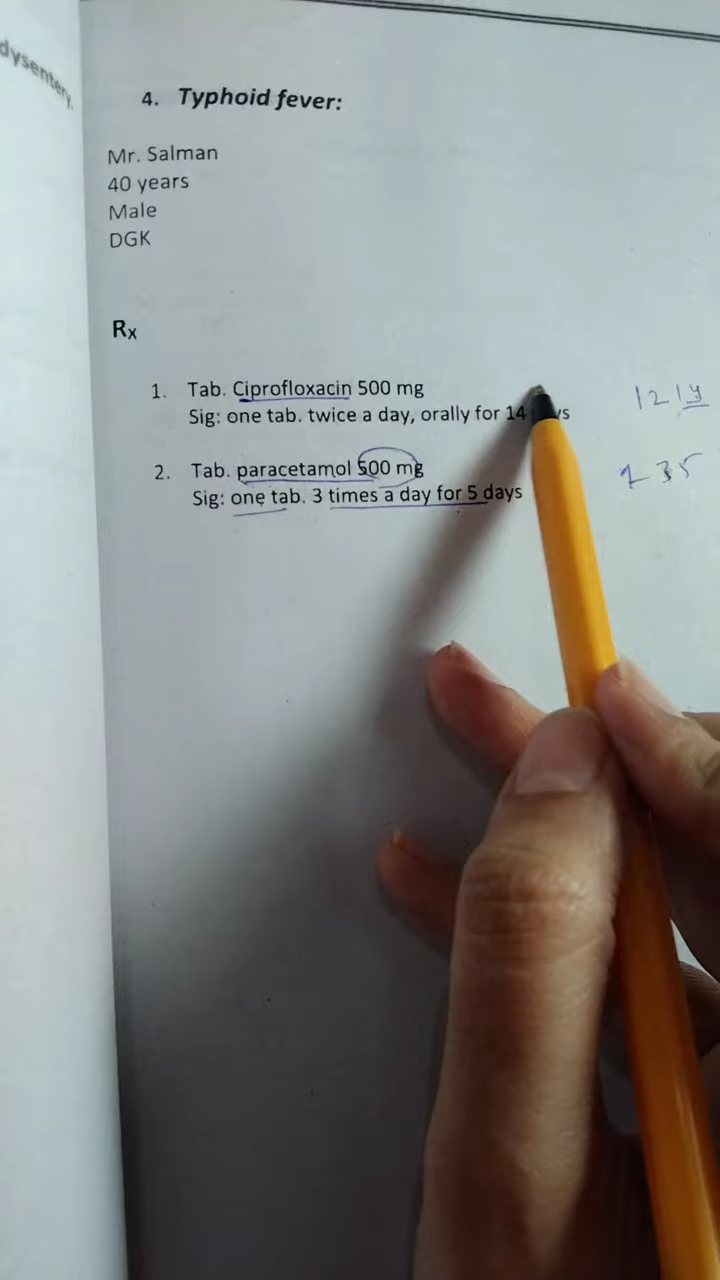 dysentery.
4. Typhoid fever:
Mr. Salman
40 years
Male
DGK
Rx
1. Tab. Ciprofloxacin 500 mg
Sig: one tab. twice a day, orally for 14
1 2 14
2. Tab. paracetamol 500 mg
Sig: one tab. 3 times a day for 5 days
1 3 5